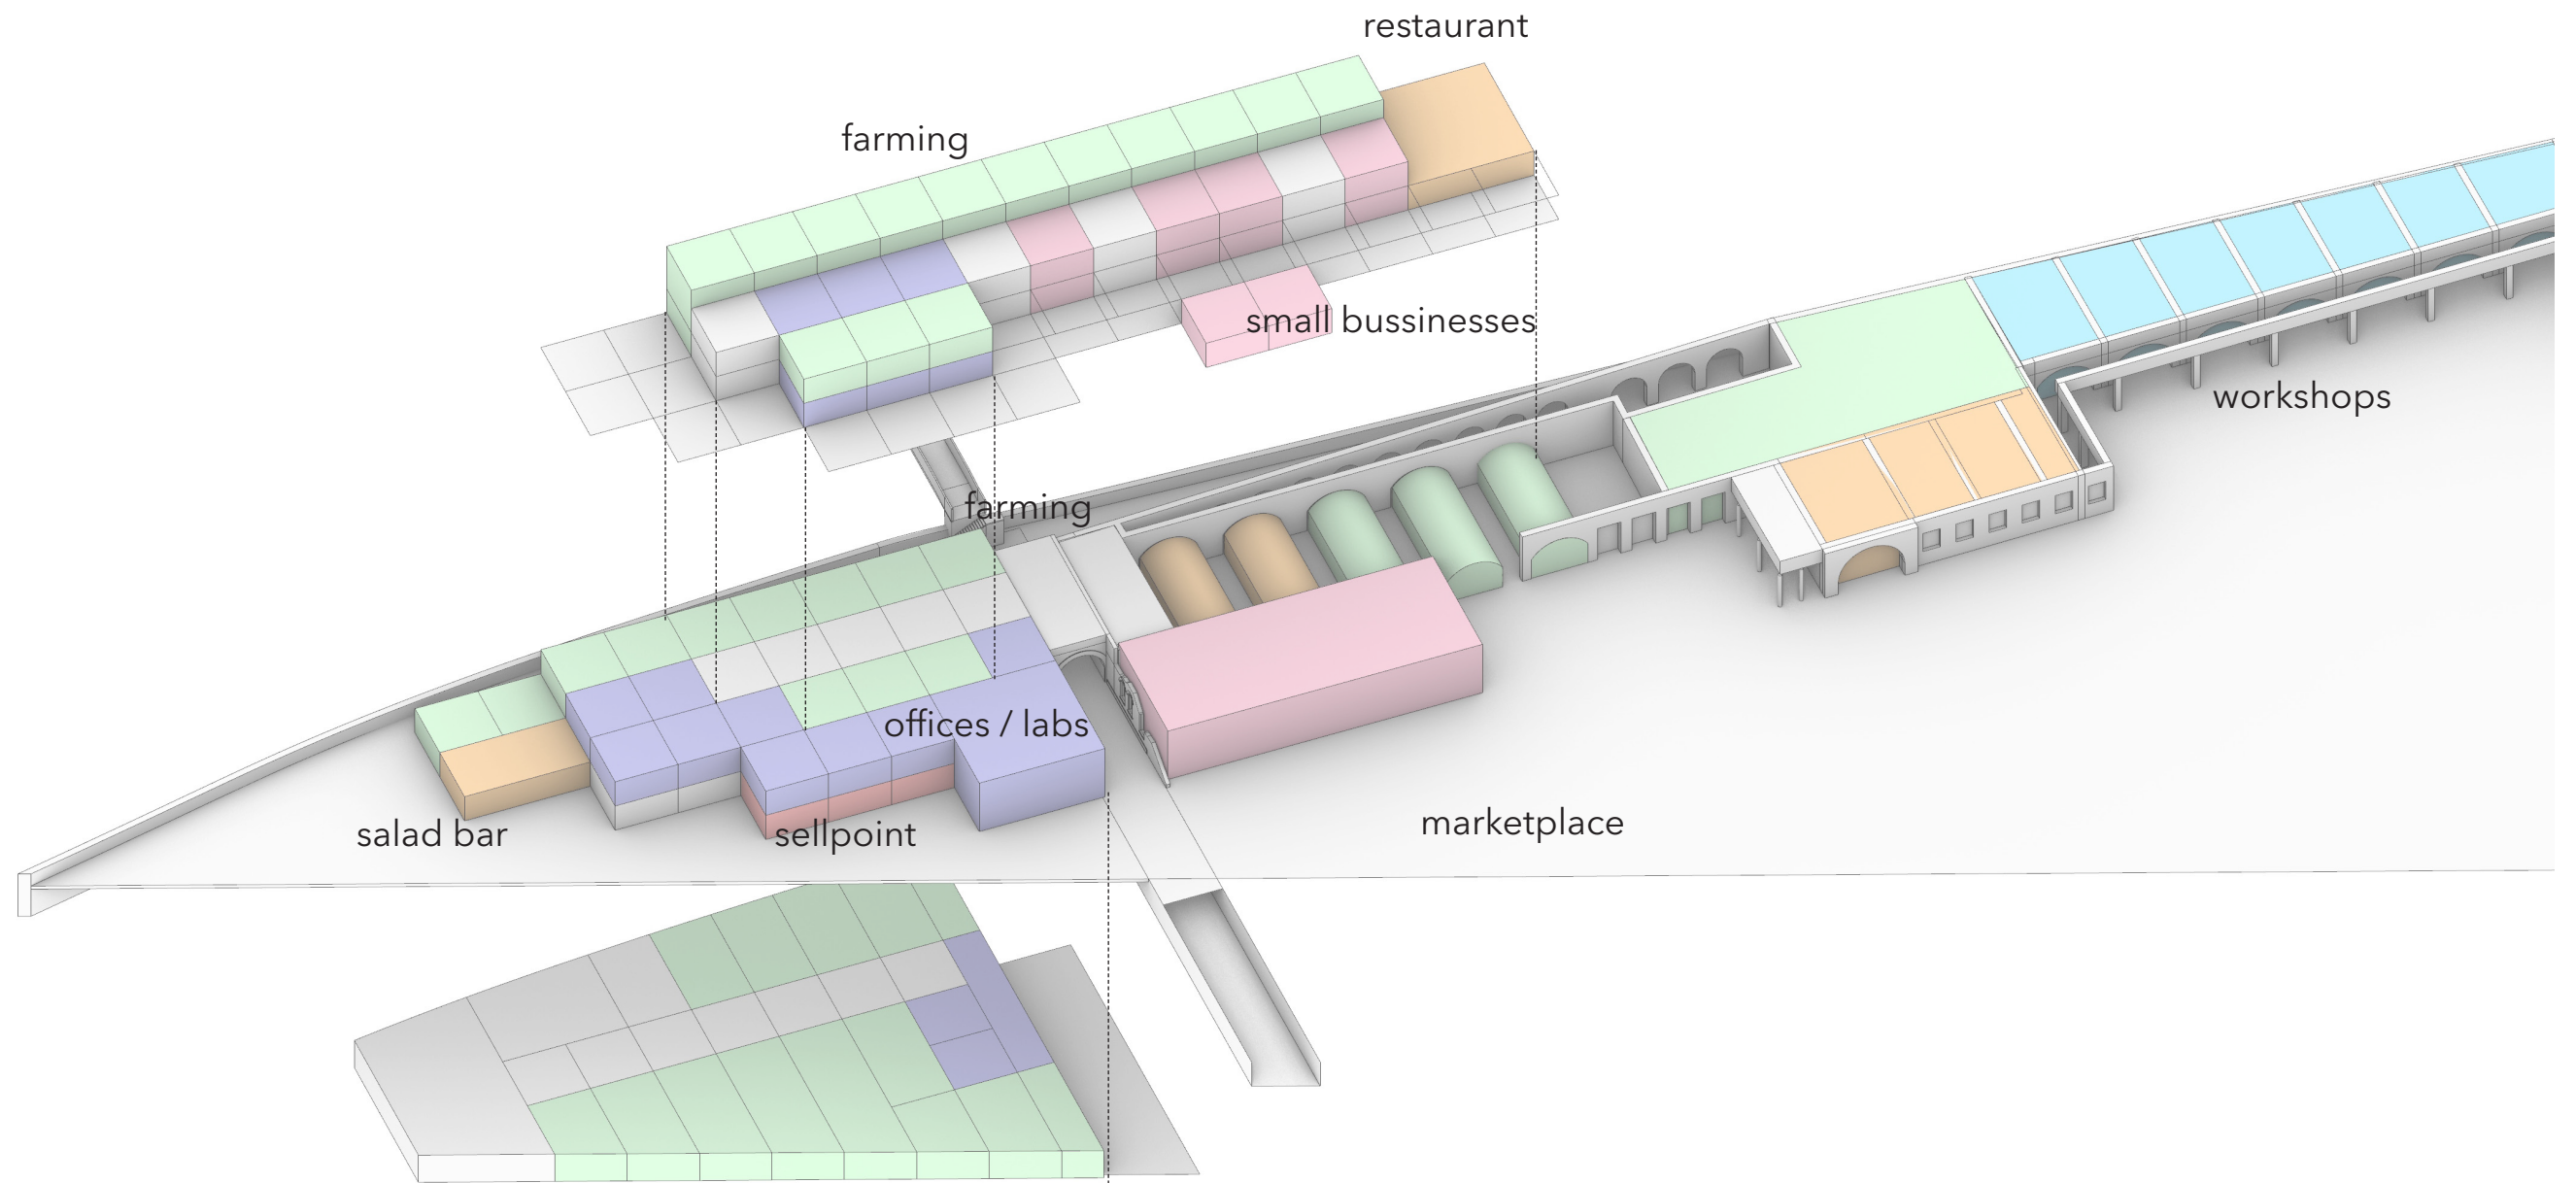 restaurant
farming
small bussinesses
workshops
farming
offices / labs
salad bar
sellpoint
marketplace